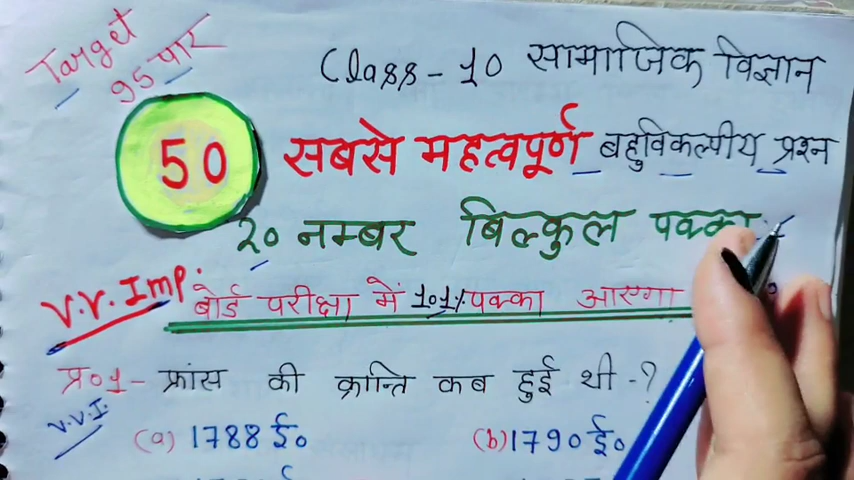 Target
95 पार
Class - 10 सामाजिक विज्ञान
50 सबसे महत्वपूर्ण बहुविकल्पीय प्रश्न
20 नम्बर बिल्कुल पक्का
V.V. Imp.
बोर्ड परीक्षा में 101% पक्का आएगा
प्र०1- फ्रांस की क्रान्ति कब हुई थी -?
V.V.I.
(a) 1788 ई० (b) 1790 ई०